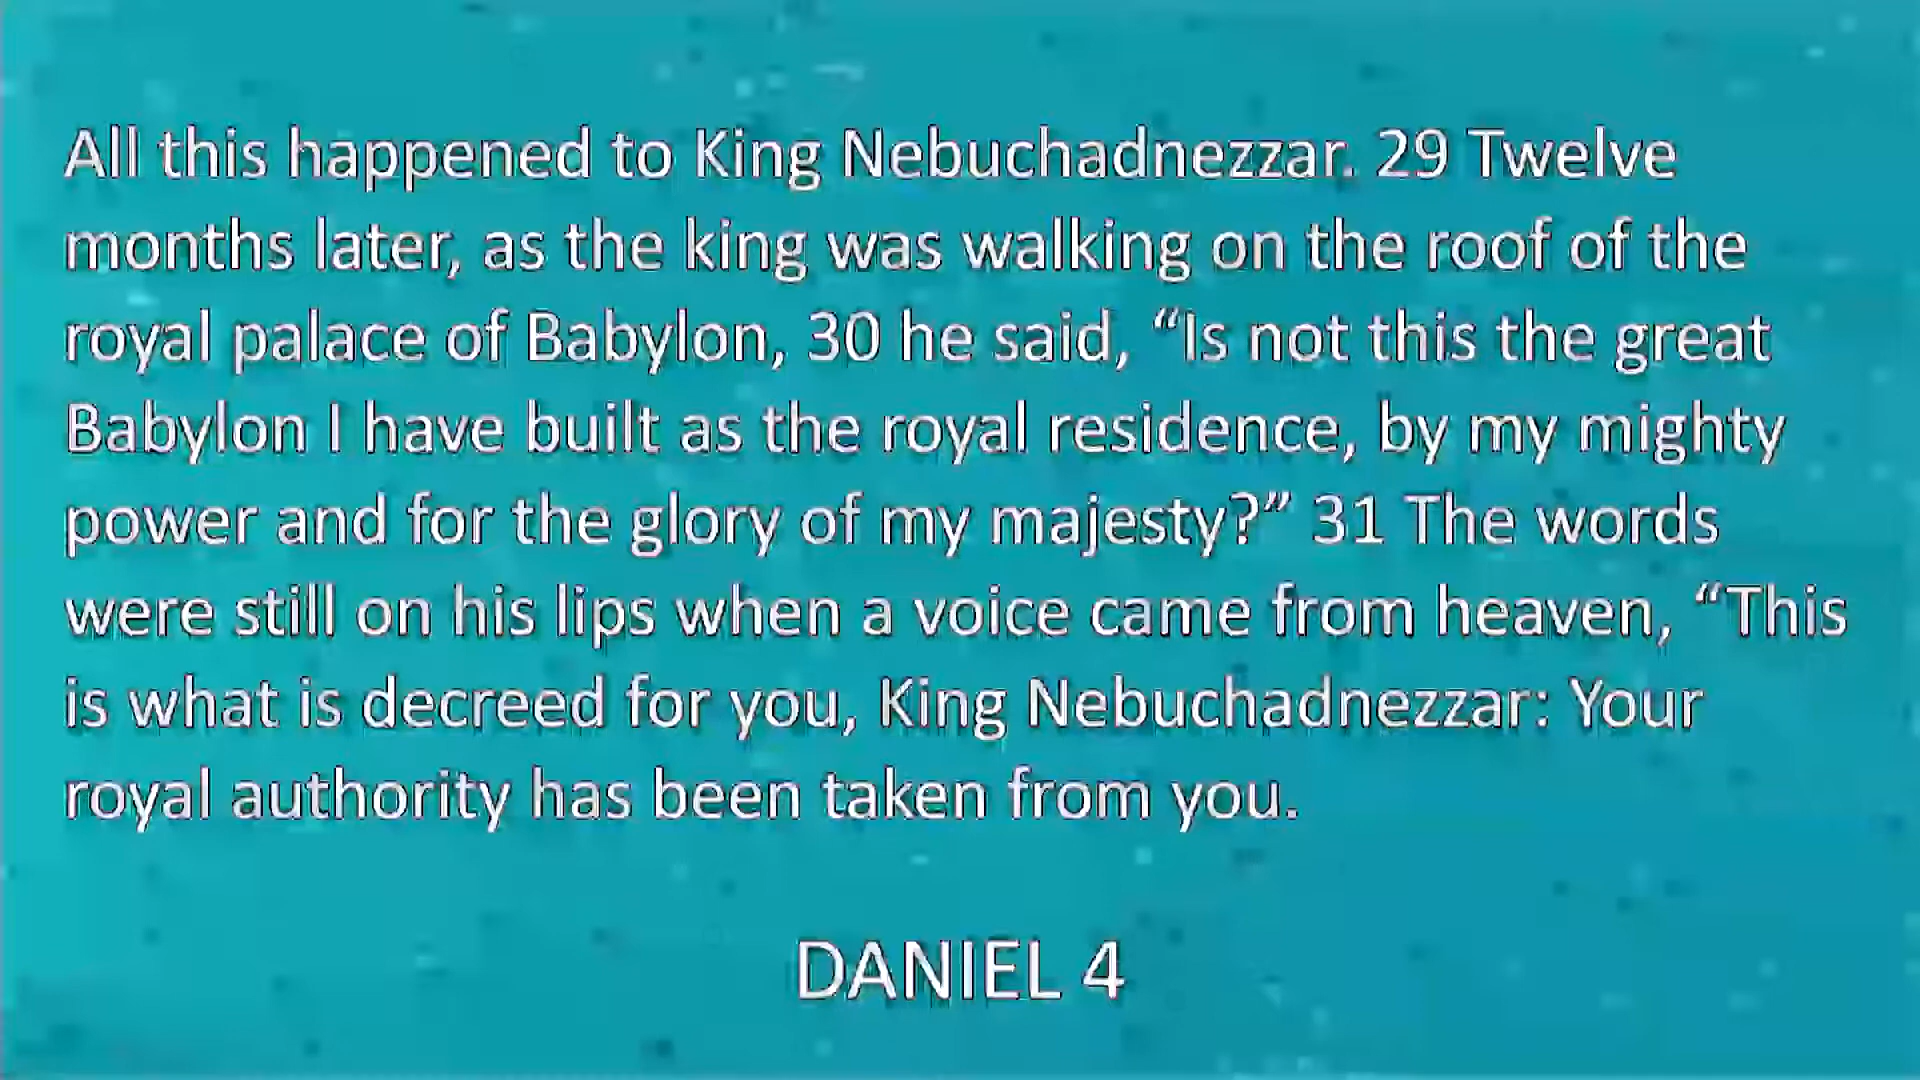 All this happened to King Nebuchadnezzar. 29 Twelve
months later, as the king was walking on the roof of the
royal palace of Babylon, 30 he said, “Is not this the great
Babylon I have built as the royal residence, by my mighty
power and for the glory of my majesty?” 31 The words
were still on his lips when a voice came from heaven, “This
is what is decreed for you, King Nebuchadnezzar: Your
royal authority has been taken from you.
DANIEL 4